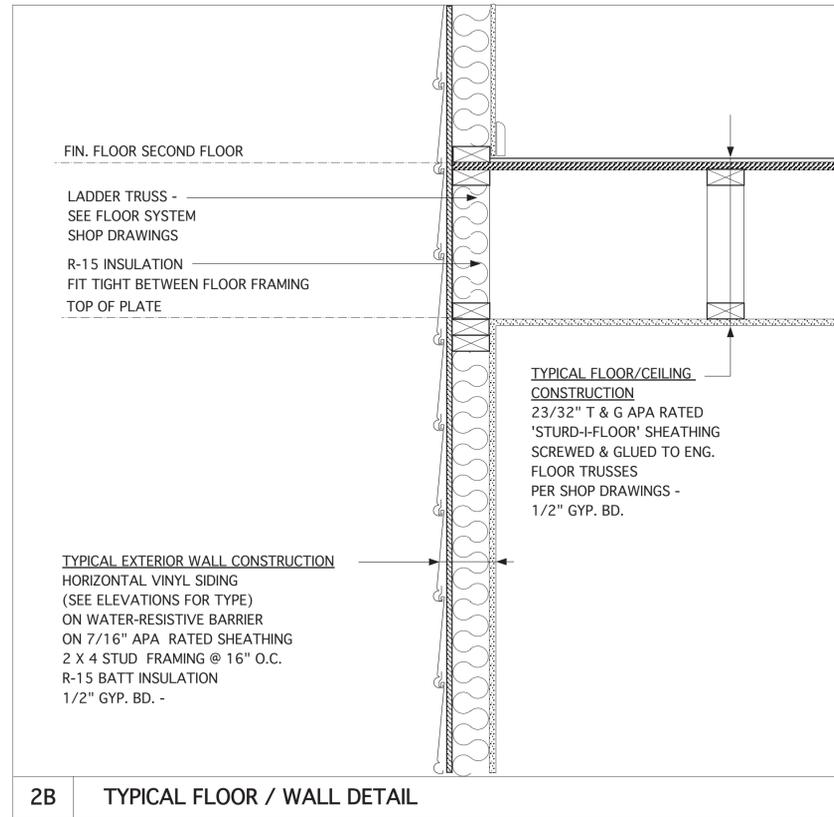 FIN. FLOOR SECOND FLOOR
LADDER TRUSS -
SEE FLOOR SYSTEM
SHOP DRAWINGS
R-15 INSULATION
FIT TIGHT BETWEEN FLOOR FRAMING
TOP OF PLATE
TYPICAL FLOOR/CEILING
CONSTRUCTION
23/32" T & G APA RATED
'STURD-I-FLOOR' SHEATHING
SCREWED & GLUED TO ENG.
FLOOR TRUSSES
PER SHOP DRAWINGS -
1/2" GYP. BD.
TYPICAL EXTERIOR WALL CONSTRUCTION
HORIZONTAL VINYL SIDING
(SEE ELEVATIONS FOR TYPE)
ON WATER-RESISTIVE BARRIER
ON 7/16" APA RATED SHEATHING
2 X 4 STUD FRAMING @ 16" O.C.
R-15 BATT INSULATION
1/2" GYP. BD. -
2B TYPICAL FLOOR / WALL DETAIL